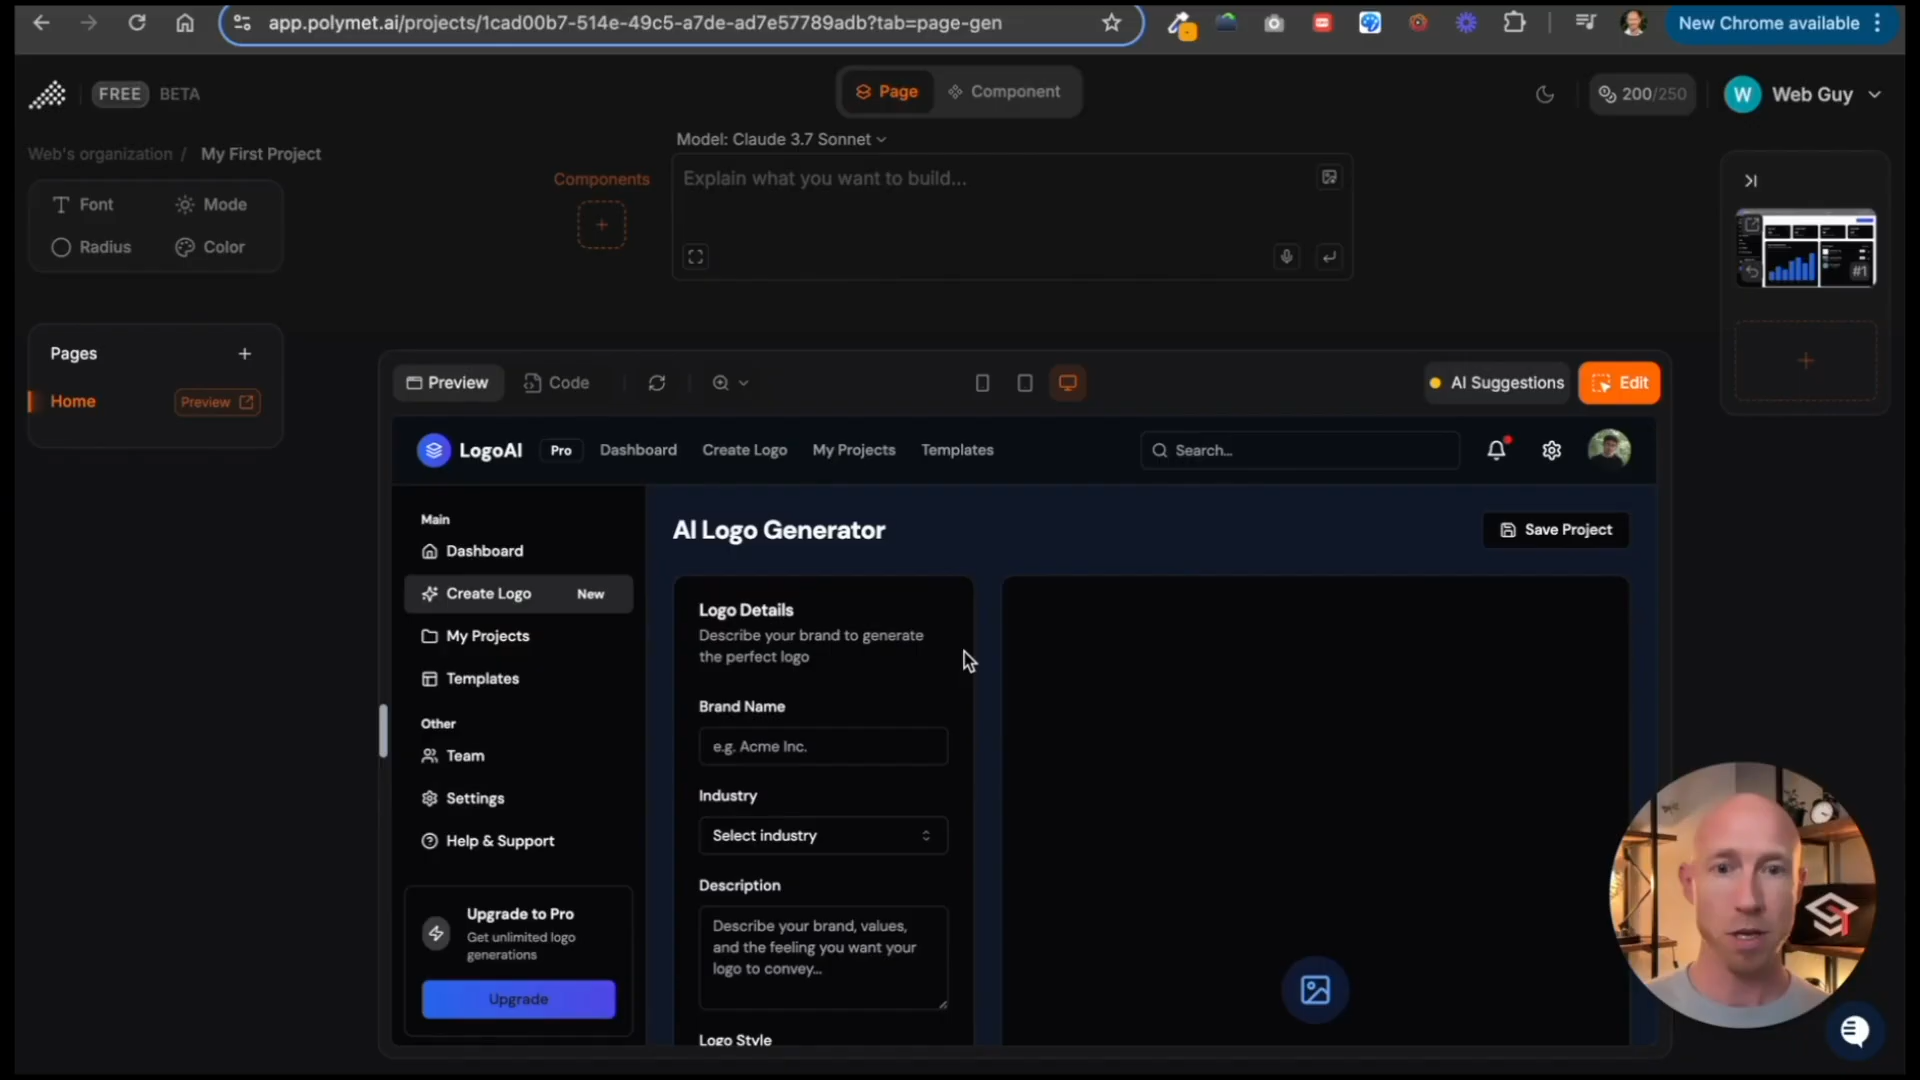 app.polymet.ai/projects/1cad00b7-514e-49c5-a7de-ad7e57789adb?tab=page-gen
New Chrome available
FREE BETA
Page
Component
200/250
W Web Guy
Web's organization / My First Project
Model: Claude 3.7 Sonnet
Font
Mode
Radius
Color
Components
+
Explain what you want to build...
#1
Pages +
Home
Preview
Preview
Code
AI Suggestions
Edit
LogoAI
Pro
Dashboard
Create Logo
My Projects
Templates
Search...
Main
Dashboard
Create Logo New
My Projects
Templates
Other
Team
Settings
Help & Support
Upgrade to Pro
Get unlimited logo
generations
Upgrade
AI Logo Generator
Save Project
Logo Details
Describe your brand to generate
the perfect logo
Brand Name
e.g. Acme Inc.
Industry
Select industry
Description
Describe your brand, values,
and the feeling you want your
logo to convey...
Logo Style